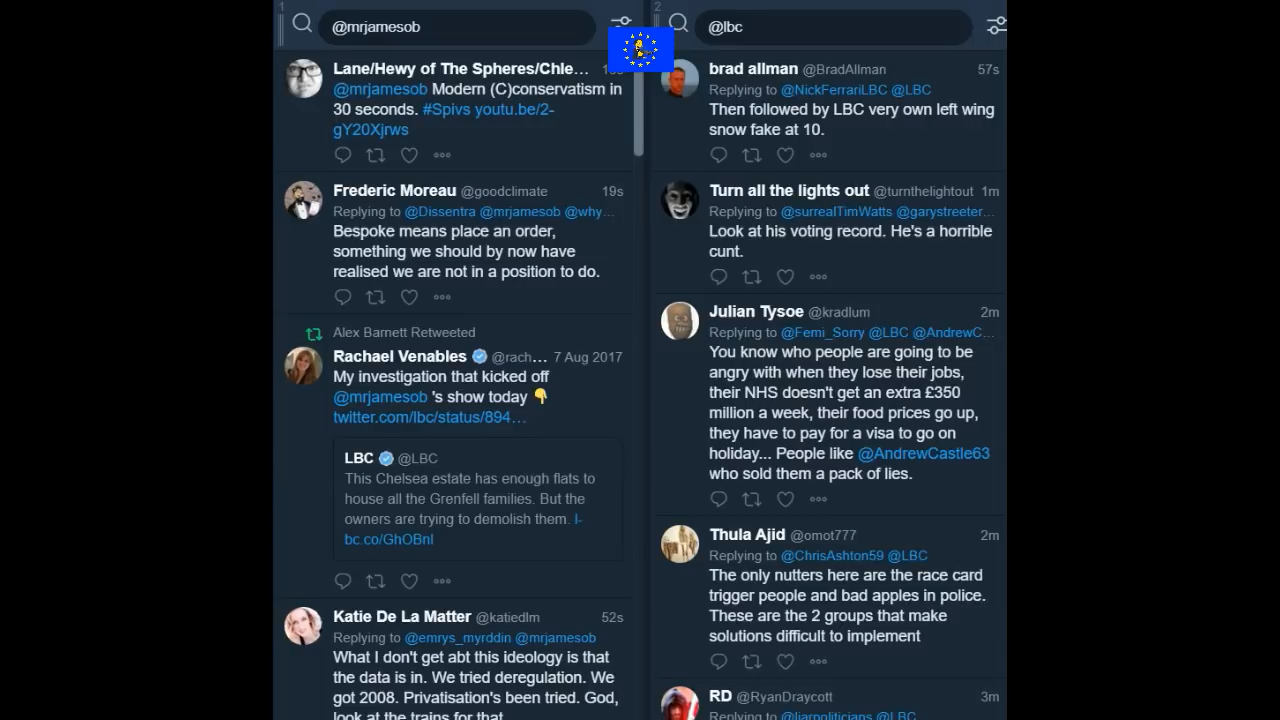 1
@mrjamesob
Lane/Hewy of The Spheres/Chle...
@mrjamesob Modern (C)conservatism in
30 seconds. #Spivs youtu.be/2-
gY20Xjrws
Frederic Moreau @goodclimate 19s
Replying to @Dissentra @mrjamesob @why...
Bespoke means place an order,
something we should by now have
realised we are not in a position to do.
Alex Barnett Retweeted
Rachael Venables @rach... 7 Aug 2017
My investigation that kicked off
@mrjamesob 's show today 👇
twitter.com/lbc/status/894...
LBC @LBC
This Chelsea estate has enough flats to
house all the Grenfell families. But the
owners are trying to demolish them. l-
bc.co/GhOBnI
Katie De La Matter @katiedlm 52s
Replying to @emrys_myrddin @mrjamesob
What I don't get abt this ideology is that
the data is in. We tried deregulation. We
got 2008. Privatisation's been tried. God,
look at the trains for that
2
@lbc
brad allman @BradAllman 57s
Replying to @NickFerrariLBC @LBC
Then followed by LBC very own left wing
snow fake at 10.
Turn all the lights out @turnthelightout 1m
Replying to @surrealTimWatts @garystreeter...
Look at his voting record. He's a horrible
cunt.
Julian Tysoe @kradlum 2m
Replying to @Femi_Sorry @LBC @AndrewC...
You know who people are going to be
angry with when they lose their jobs,
their NHS doesn't get an extra £350
million a week, their food prices go up,
they have to pay for a visa to go on
holiday... People like @AndrewCastle63
who sold them a pack of lies.
Thula Ajid @omot777 2m
Replying to @ChrisAshton59 @LBC
The only nutters here are the race card
trigger people and bad apples in police.
These are the 2 groups that make
solutions difficult to implement
RD @RyanDraycott 3m
Replying to @liarpoliticians @LBC